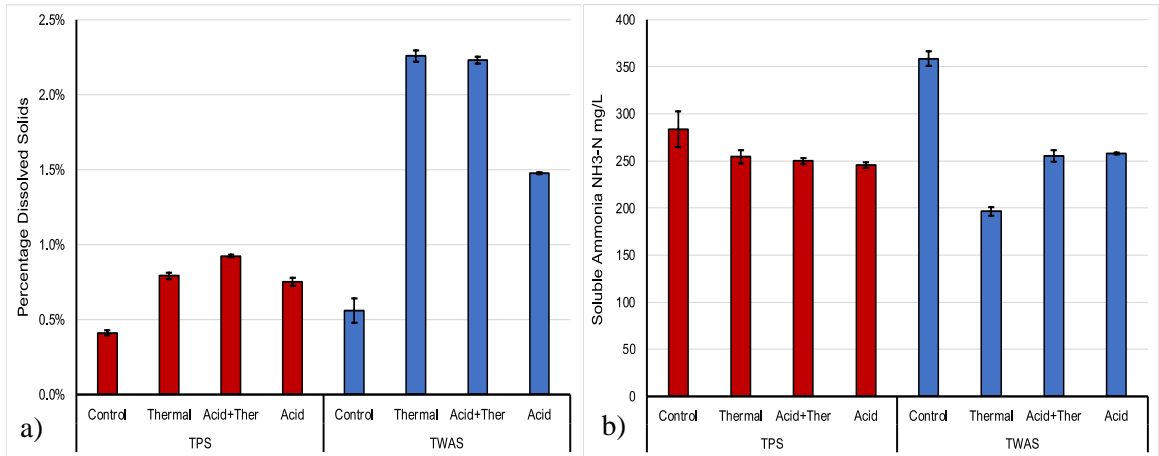 Percentage Dissolved Solids
2.5%
2.0%
1.5%
1.0%
0.5%
0.0%
Control Thermal Acid+Ther Acid Control Thermal Acid+Ther Acid
TPS TWAS
a)
Soluble Ammonia NH3-N mg/L
400
350
300
250
200
150
100
50
0
Control Thermal Acid+Ther Acid Control Thermal Acid+Ther Acid
TPS TWAS
b)